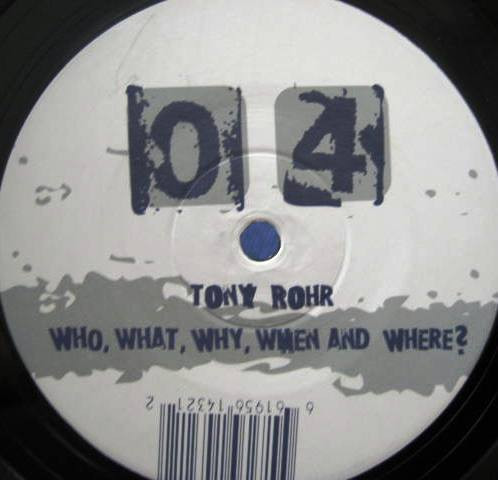 04
TONY ROHR
WHO, WHAT, WHY, WHEN AND WHERE?
6 61956 14321 2